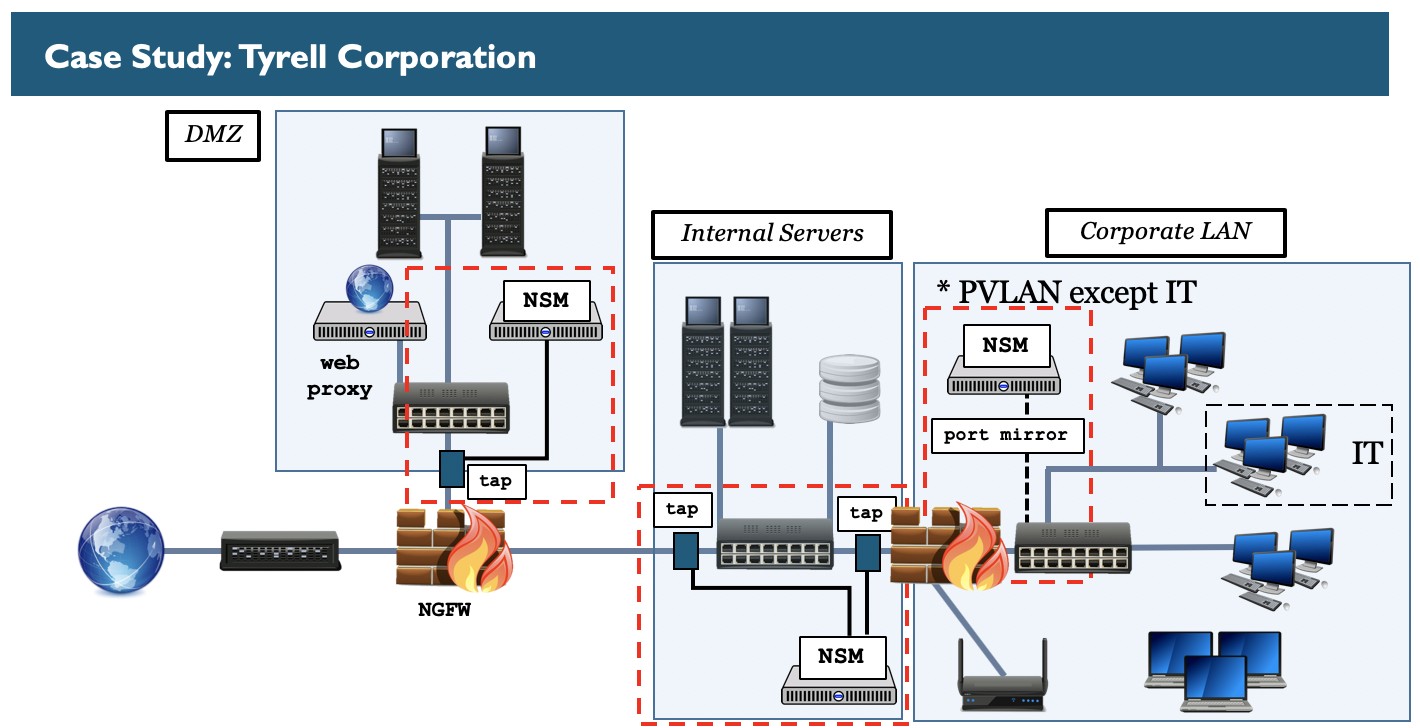 Case Study: Tyrell Corporation
DMZ
NSM
web
proxy
tap
NGFW
Internal Servers
tap
tap
NSM
Corporate LAN
* PVLAN except IT
NSM
port mirror
IT